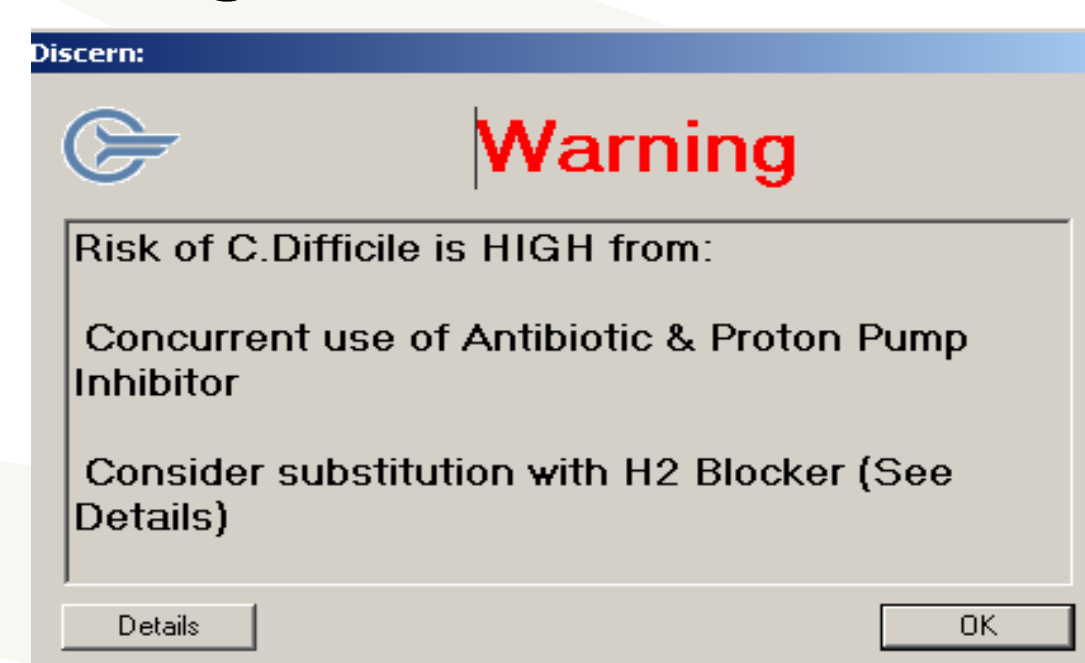 Discern:
Warning
Risk of C.Difficile is HIGH from:
Concurrent use of Antibiotic & Proton Pump
Inhibitor
Consider substitution with H2 Blocker (See
Details)
Details
OK